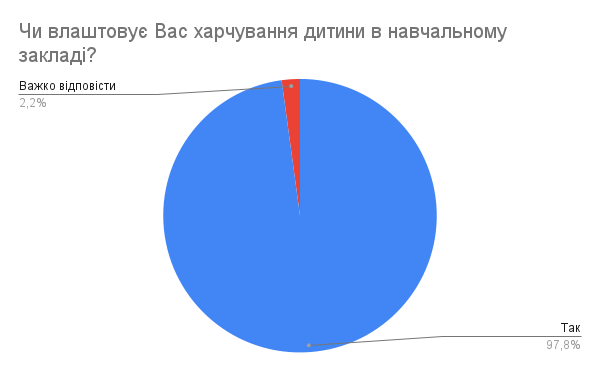 Чи влаштовує Вас харчування дитини в навчальному
закладі?
Важко відповісти
2,2%
Так
97,8%